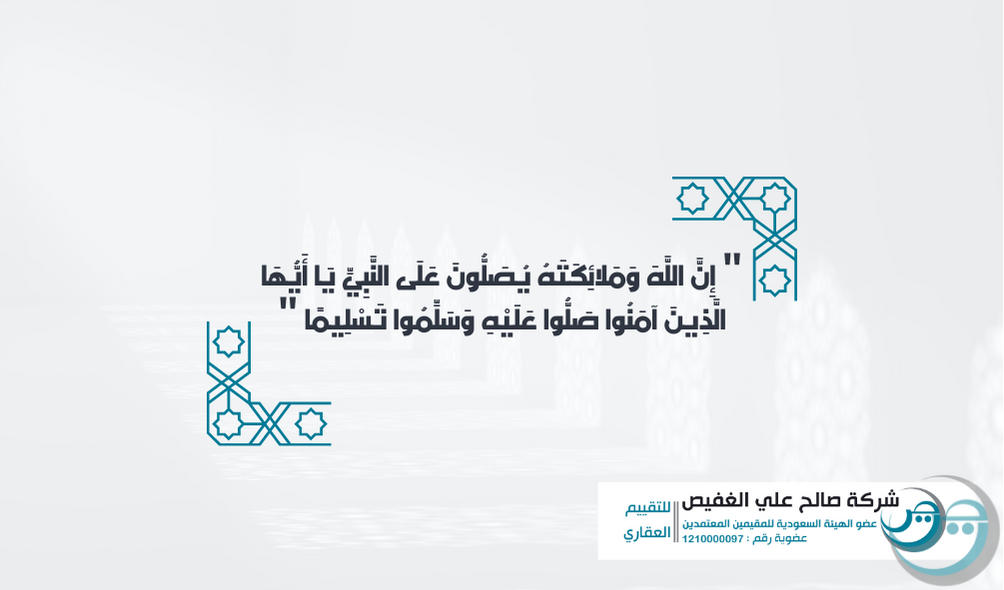 " إِنَّ اللَّهَ وَمَلائِكَتَهُ يُصَلُّونَ عَلَى النَّبِيِّ يَا أَيُّهَا
الَّذِينَ آمَنُوا صَلُّوا عَلَيْهِ وَسَلِّمُوا تَسْلِيمًا "
شركة صالح علي الغفيص
عضو الهيئة السعودية للمقيمين المعتمدين
عضوية رقم : 1210000097
للتقييم
العقاري